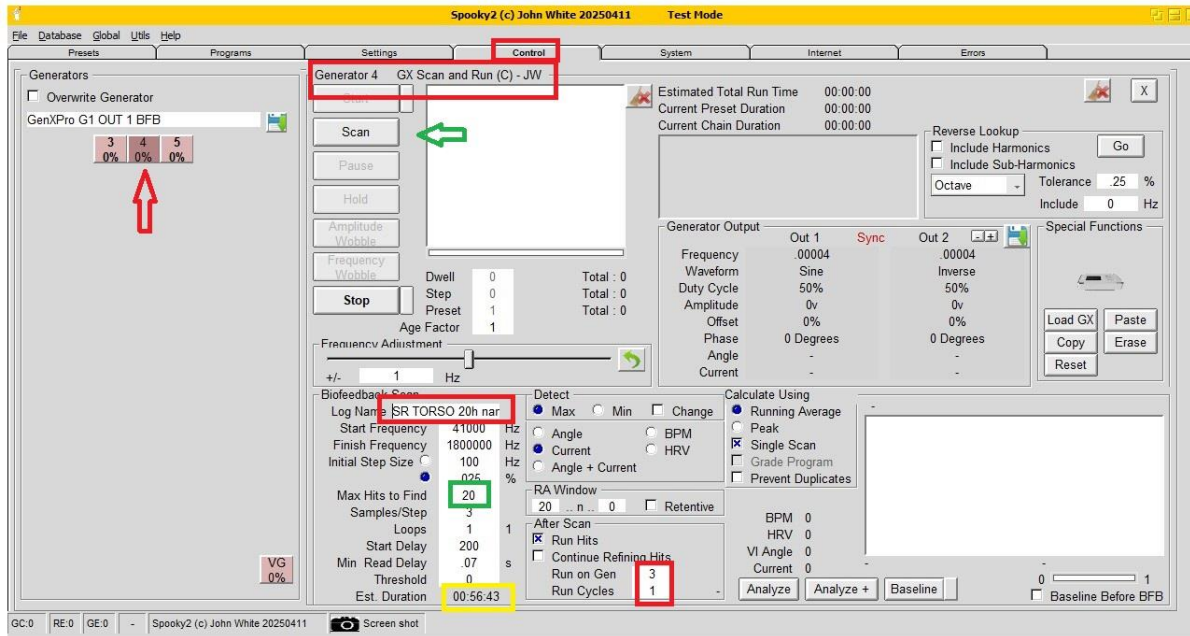 Spooky2 (c) John White 20250411 Test Mode
File Database Global Utils Help
Presets Programs Settings Control System Internet Errors
Generators
Overwrite Generator
GenXPro G1 OUT 1 BFB
3 4 5
0% 0% 0%
VG
0%
Generator 4 GX Scan and Run (C) - JW
Start
Scan
Pause
Hold
Amplitude
Wobble
Frequency
Wobble
Stop
Dwell 0 Total : 0
Step 0 Total : 0
Preset 1 Total : 0
Age Factor 1
Frequency Adjustment
+/- 1 Hz
Estimated Total Run Time 00:00:00
Current Preset Duration 00:00:00
Current Chain Duration 00:00:00
X
Reverse Lookup
Include Harmonics Go
Include Sub-Harmonics
Octave Tolerance .25 %
Include 0 Hz
Generator Output
Out 1 Sync Out 2 - +
Frequency .00004 .00004
Waveform Sine Inverse
Duty Cycle 50% 50%
Amplitude 0v 0v
Offset 0% 0%
Phase 0 Degrees 0 Degrees
Angle - -
Current - -
Special Functions
Load GX Paste
Copy Erase
Reset
Biofeedback Scan
Log Name SR TORSO 20h nar
Start Frequency 41000 Hz
Finish Frequency 1800000 Hz
Initial Step Size 100 Hz
.025 %
Max Hits to Find 20
Samples/Step 3
Loops 1 1
Start Delay 200
Min Read Delay .07 s
Threshold 0
Est. Duration 00:56:43
Detect
Max Min Change
Angle BPM
Current HRV
Angle + Current
RA Window
20 .. n .. 0 Retentive
After Scan
Run Hits
Continue Refining Hits
Run on Gen 3
Run Cycles 1 -
Calculate Using
Running Average
Peak
Single Scan
Grade Program
Prevent Duplicates
-
BPM 0
HRV 0
VI Angle 0
Current 0 - -
Analyze Analyze + Baseline
0 1
Baseline Before BFB
GC:0 RE:0 GE:0 - Spooky2 (c) John White 20250411 Screen shot